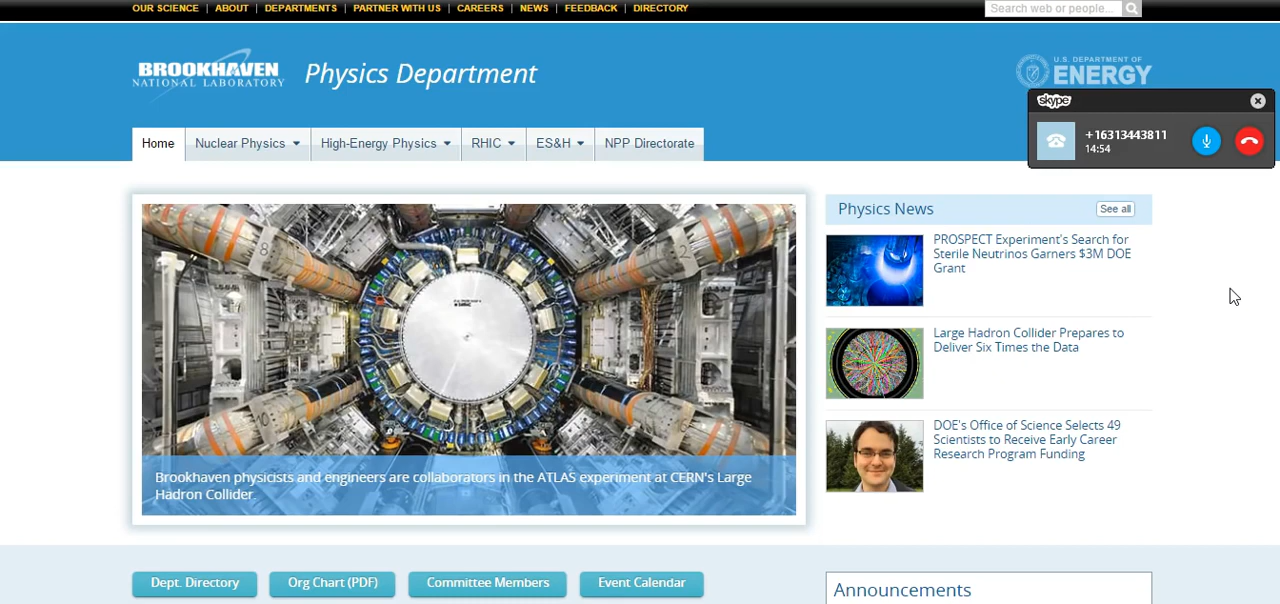 OUR SCIENCE | ABOUT | DEPARTMENTS | PARTNER WITH US | CAREERS | NEWS | FEEDBACK | DIRECTORY
Search web or people...
BROOKHAVEN
NATIONAL LABORATORY
Physics Department
U.S. DEPARTMENT OF
ENERGY
skype
+16313443811
14:54
Home
Nuclear Physics
High-Energy Physics
RHIC
ES&H
NPP Directorate
Brookhaven physicists and engineers are collaborators in the ATLAS experiment at CERN's Large
Hadron Collider.
Physics News
See all
PROSPECT Experiment's Search for
Sterile Neutrinos Garners $3M DOE
Grant
Large Hadron Collider Prepares to
Deliver Six Times the Data
DOE's Office of Science Selects 49
Scientists to Receive Early Career
Research Program Funding
Dept. Directory
Org Chart (PDF)
Committee Members
Event Calendar
Announcements